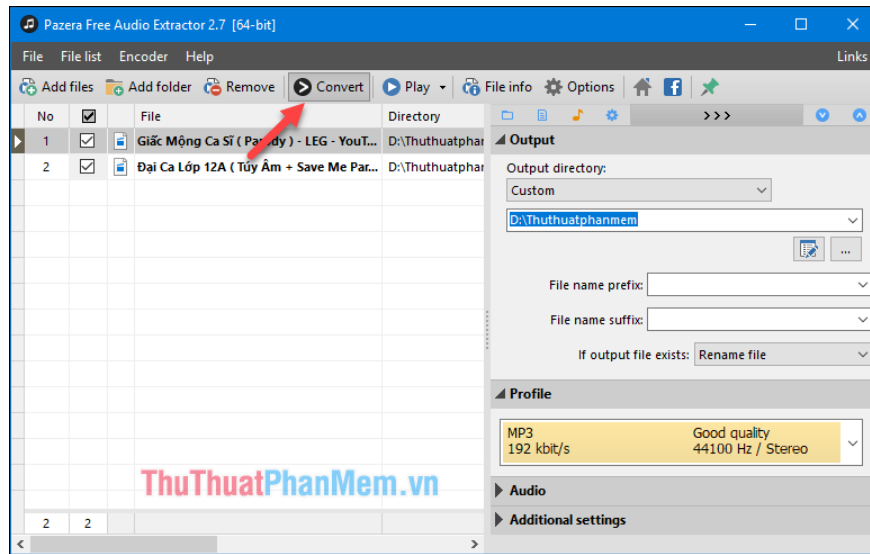 Pazera Free Audio Extractor 2.7 [64-bit]
File File list Encoder Help Links
Add files Add folder Remove Convert Play File info Options
No File Directory >>>
1 Giấc Mộng Ca Sĩ ( Parody ) - LEG - YouT... D:\Thuthuatphan
2 Đại Ca Lớp 12A ( Túy Âm + Save Me Par... D:\Thuthuatphan
Output
Output directory:
Custom
D:\Thuthuatphanmem
...
File name prefix:
File name suffix:
If output file exists: Rename file
Profile
MP3 Good quality
192 kbit/s 44100 Hz / Stereo
ThuThuatPhanMem.vn
Audio
Additional settings
2 2